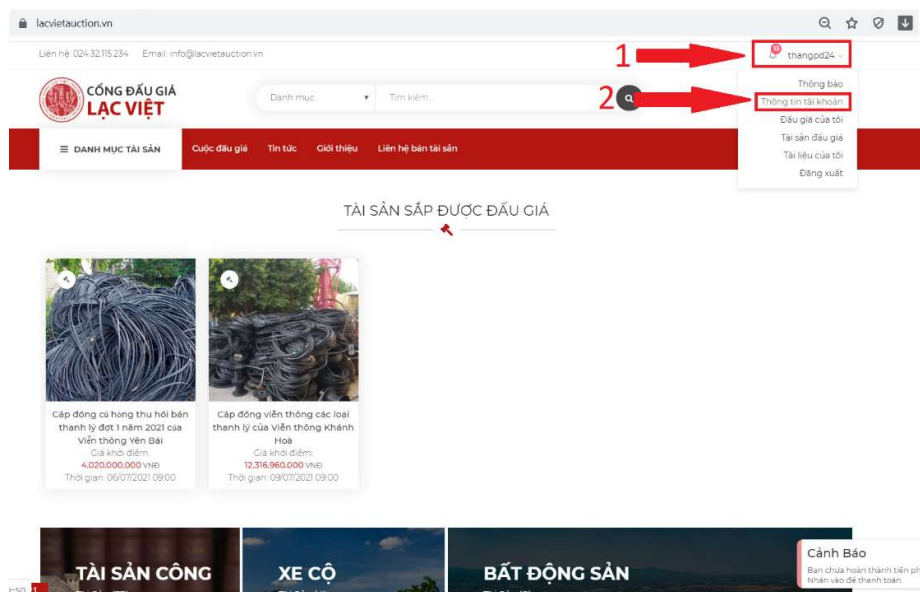 lacvietauction.vn
Liên hệ: 024.32.115.234 Email: info@lacvietauction.vn
1
13
thangpd24
CỔNG ĐẤU GIÁ
LẠC VIỆT
Danh mục
Tìm kiếm...
2
Thông báo
Thông tin tài khoản
Đấu giá của tôi
Tài sản đấu giá
Tài liệu của tôi
Đăng xuất
DANH MỤC TÀI SẢN Cuộc đấu giá Tin tức Giới thiệu Liên hệ bán tài sản
TÀI SẢN SẮP ĐƯỢC ĐẤU GIÁ
Cáp đồng cũ hỏng thu hồi bán
thanh lý đợt 1 năm 2021 của
Viễn thông Yên Bái
Giá khởi điểm:
4.020.000.000 VNĐ
Thời gian: 06/07/2021 09:00
Cáp đồng viễn thông các loại
thanh lý của Viễn thông Khánh
Hoà
Giá khởi điểm:
12.316.960.000 VNĐ
Thời gian: 09/07/2021 09:00
TÀI SẢN CÔNG
XE CỘ
BẤT ĐỘNG SẢN
Cảnh Báo
Bạn chưa hoàn thành tiền ph
Nhấn vào để thanh toán.